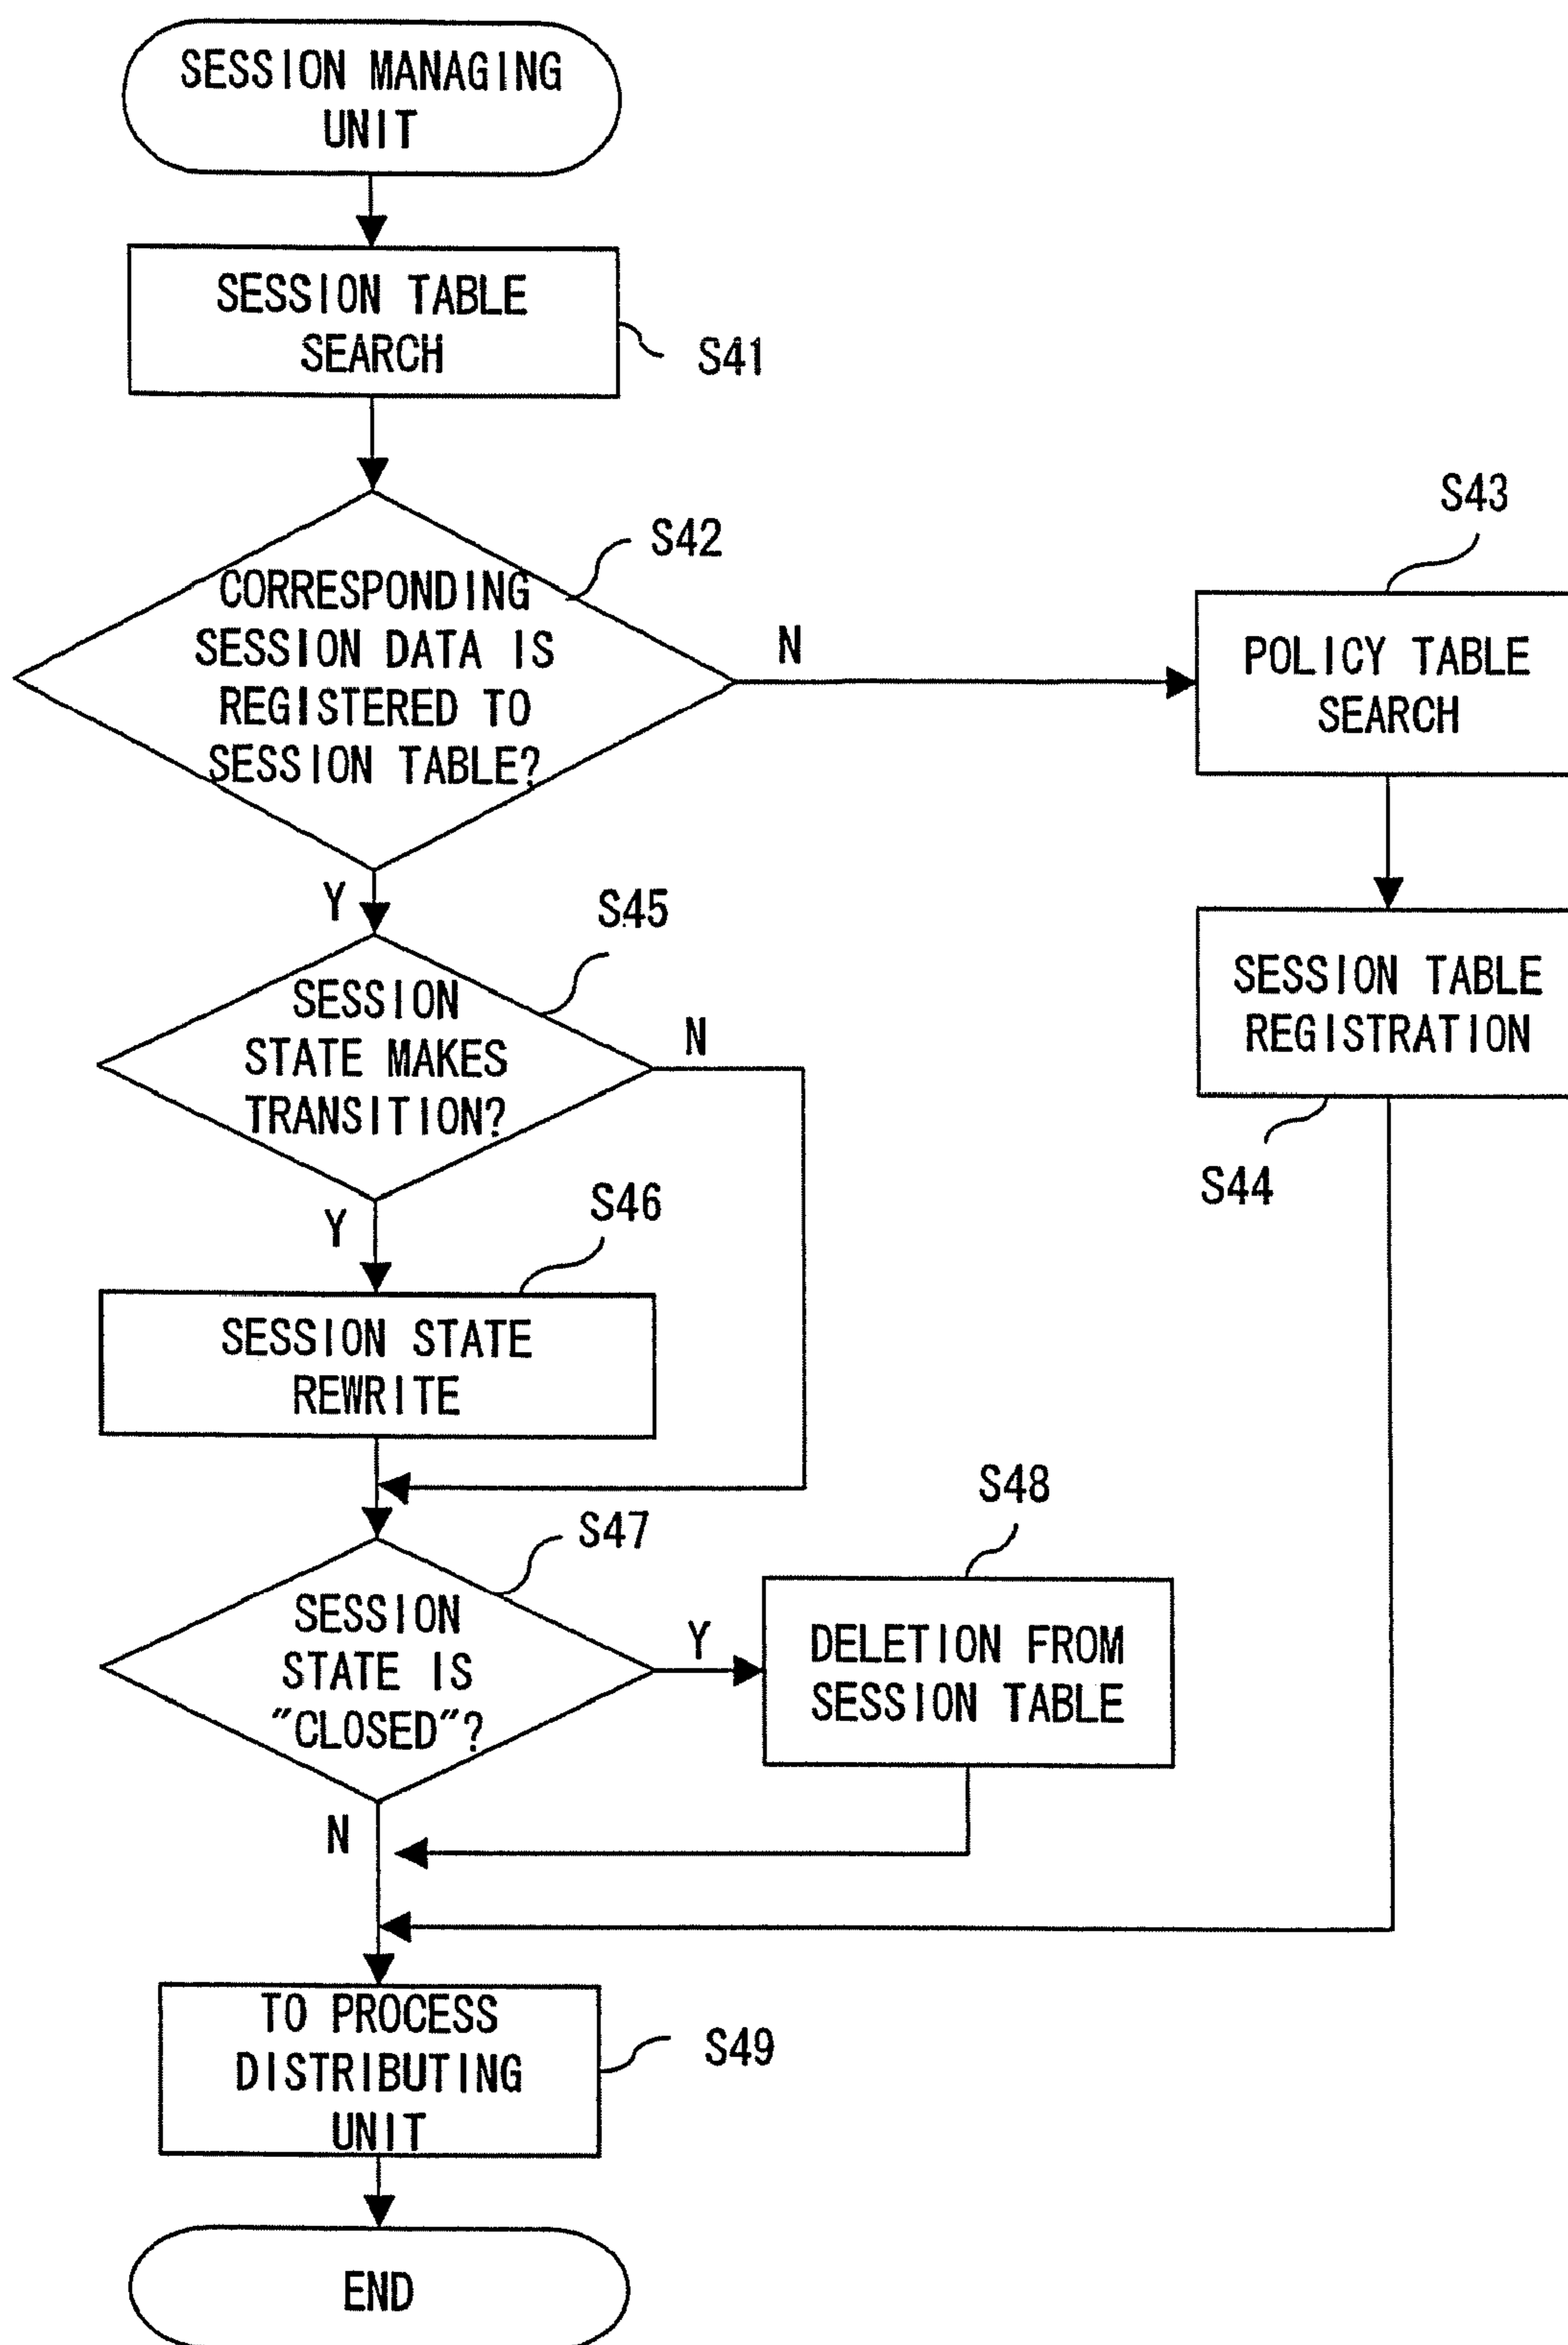 SESSION MANAGING
UNIT
SESSION TABLE
SEARCH
S41
S42
CORRESPONDING
SESSION DATA IS
REGISTERED TO
SESSION TABLE?
N
S43
POLICY TABLE
SEARCH
Y
S45
SESSION
STATE MAKES
TRANSITION?
N
SESSION TABLE
REGISTRATION
S44
Y
S46
SESSION STATE
REWRITE
S47
SESSION
STATE IS
"CLOSED"?
Y
S48
DELETION FROM
SESSION TABLE
N
TO PROCESS
DISTRIBUTING
UNIT
S49
END